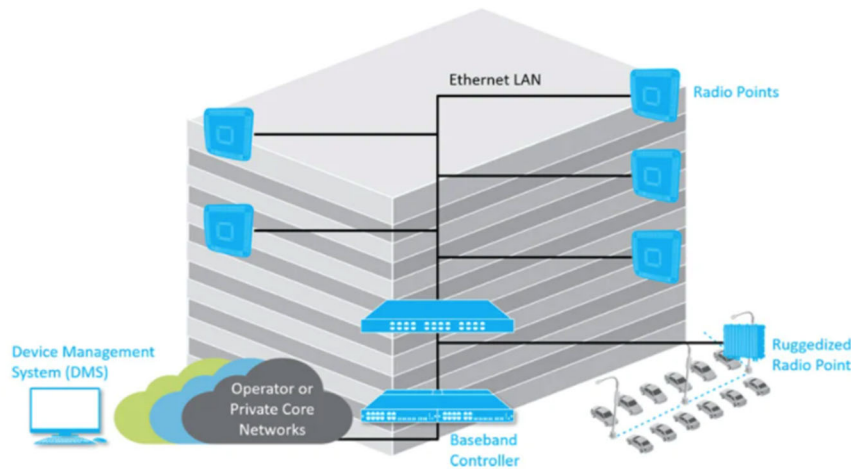 Ethernet LAN
Radio Points
Device Management
System (DMS)
Operator or
Private Core
Networks
Baseband
Controller
Ruggedized
Radio Point